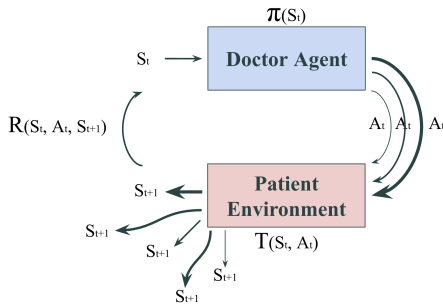 π(St)
St
Doctor Agent
At
At
At
R(St, At, St+1)
St+1
Patient
Environment
St+1
T(St, At)
St+1
St+1
St+1